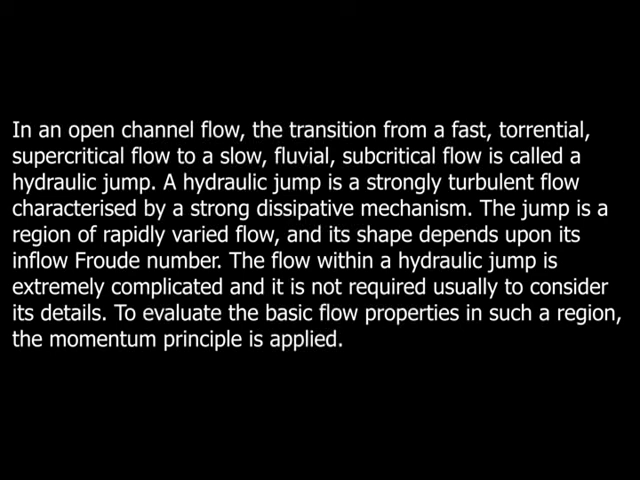 In an open channel flow, the transition from a fast, torrential,
supercritical flow to a slow, fluvial, subcritical flow is called a
hydraulic jump. A hydraulic jump is a strongly turbulent flow
characterised by a strong dissipative mechanism. The jump is a
region of rapidly varied flow, and its shape depends upon its
inflow Froude number. The flow within a hydraulic jump is
extremely complicated and it is not required usually to consider
its details. To evaluate the basic flow properties in such a region,
the momentum principle is applied.